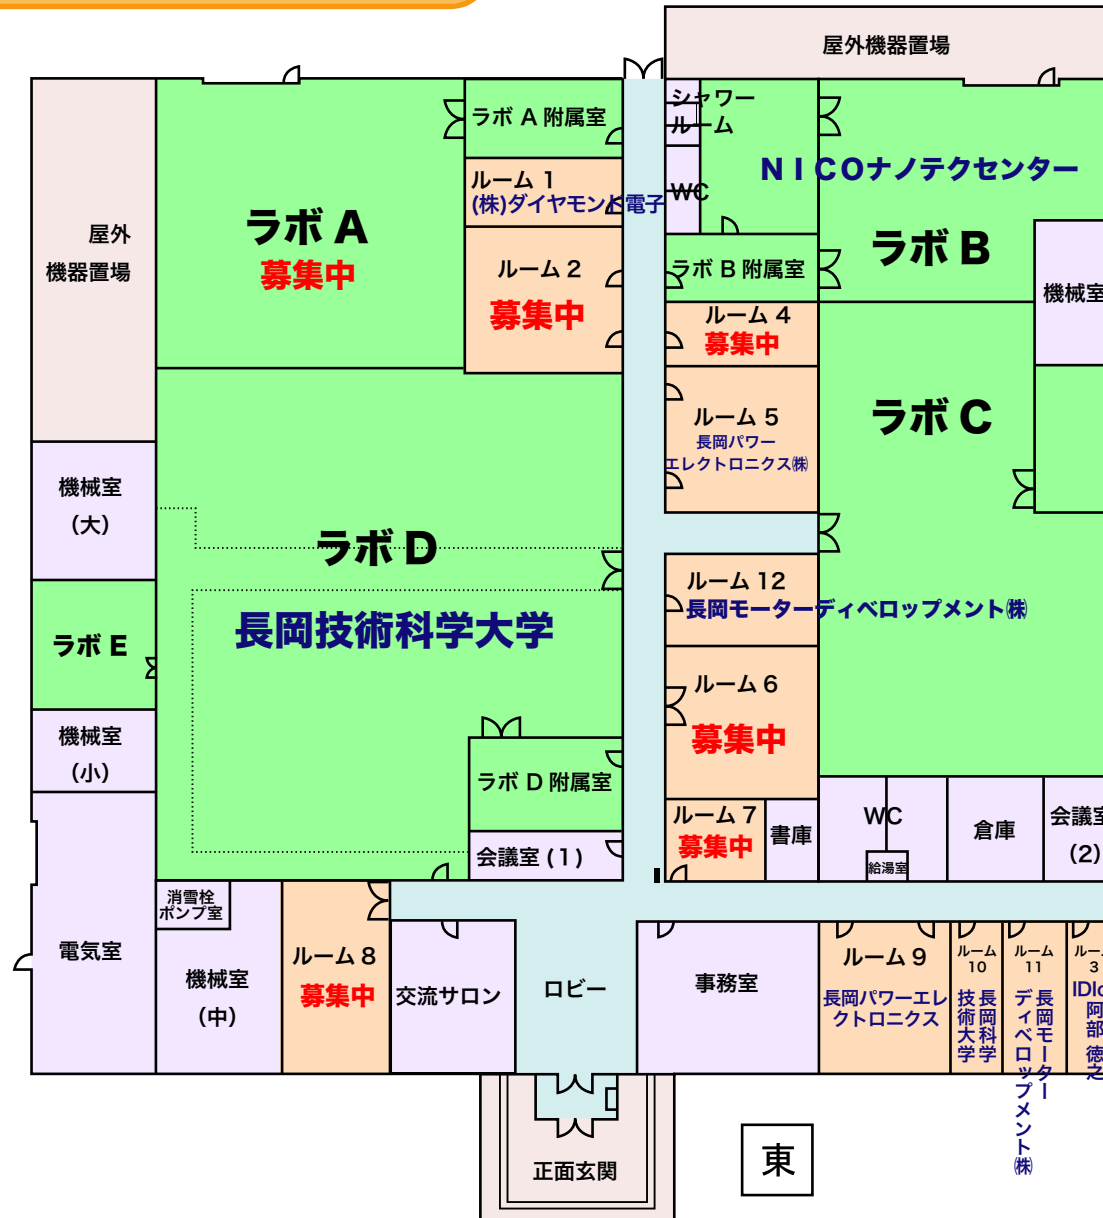 屋外機器置場
シャワー
ルーム
ラボ A 附属室
NICOナノテクセンター
ルーム 1
(株)ダイヤモンド電子
WC
ラボ A
募集中
屋外
機器置場
ルーム 2
募集中
ラボ B 附属室
ラボ B
機械室
ルーム 4
募集中
ルーム 5
長岡パワー
エレクトロニクス㈱
ラボ C
機械室
(大)
ラボ D
長岡技術科学大学
ルーム 12
長岡モーターディベロップメント㈱
ラボ E
ルーム 6
募集中
機械室
(小)
ラボ D 附属室
会議室 (1)
ルーム 7
募集中
書庫
WC
給湯室
倉庫
会議室
(2)
消雪栓
ポンプ室
電気室
機械室
(中)
ルーム 8
募集中
交流サロン
ロビー
事務室
ルーム 9
長岡パワーエレ
クトロニクス
ルーム
10
長岡科学
技術大学
ルーム
11
長岡モーター
ディベロップメント㈱
ルー
3
IDI
阿部 徳之
正面玄関
東